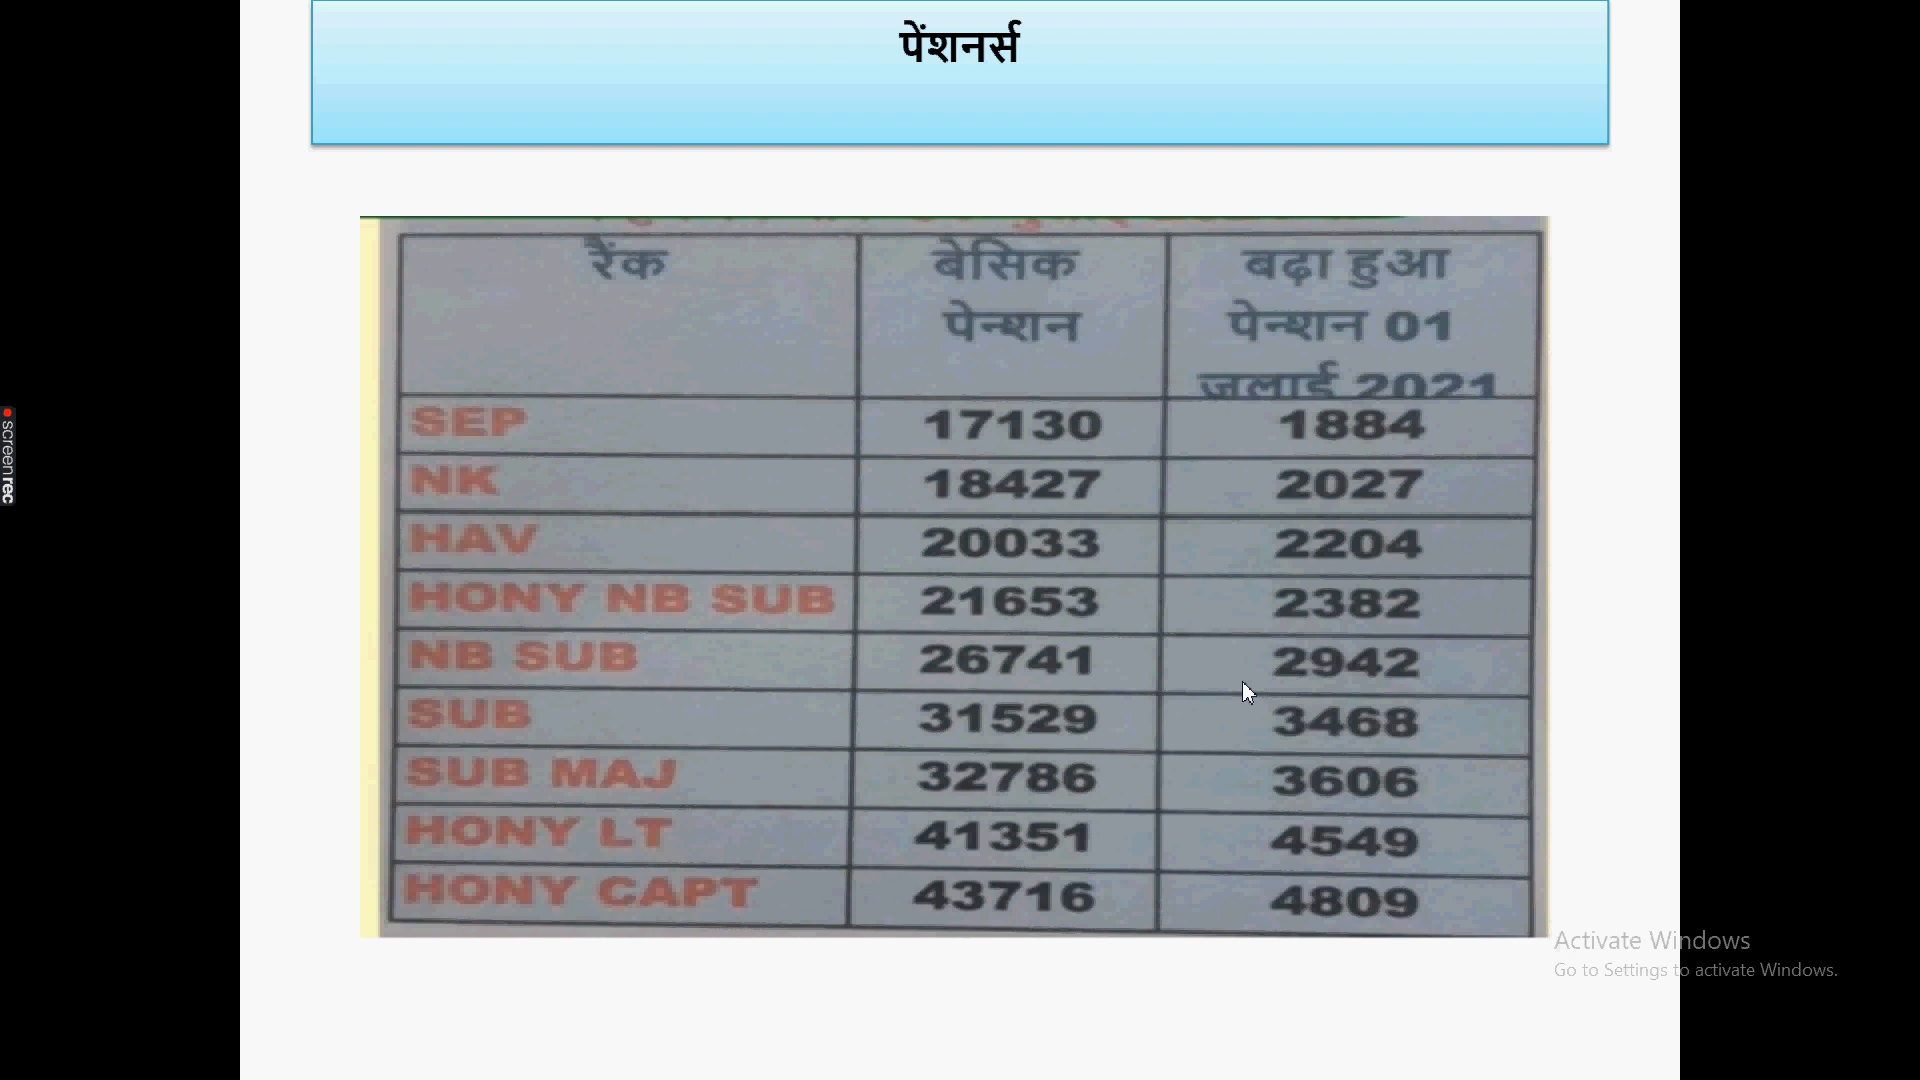 पेंशनर्स
रैंक बेसिक पेन्शन बढ़ा हुआ पेन्शन 01 जुलाई 2021
SEP 17130 1884
NK 18427 2027
HAV 20033 2204
HONY NB SUB 21653 2382
NB SUB 26741 2942
SUB 31529 3468
SUB MAJ 32786 3606
HONY LT 41351 4549
HONY CAPT 43716 4809
Activate Windows
Go to Settings to activate Windows.
screenrec